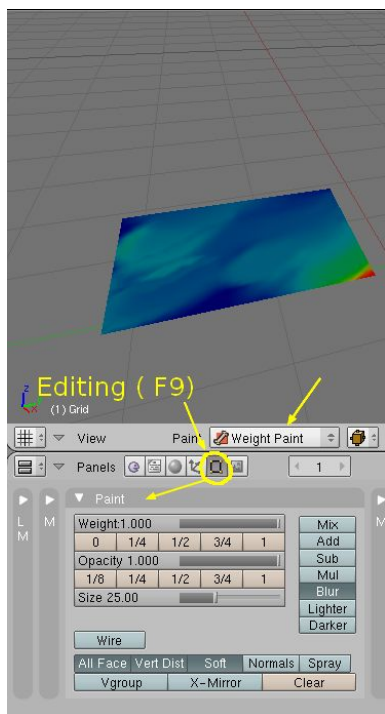 z
x
Editing ( F9)
(1) Grid
View Paint Weight Paint
Panels 1
L M M Paint M
Weight:1.000 Mix
0 1/4 1/2 3/4 1 Add
Opacity 1.000 Sub
1/8 1/4 1/2 3/4 1 Mul
Size 25.00 Blur
Lighter
Darker
Wire
All Face Vert Dist Soft Normals Spray
Vgroup X-Mirror Clear